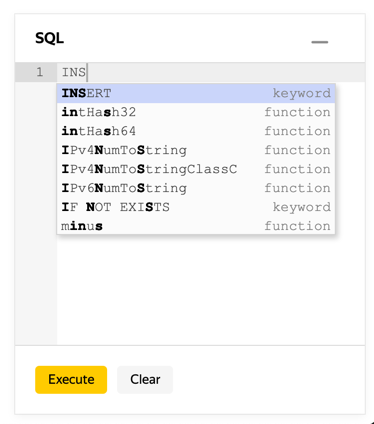 SQL
1 INS
INSERT keyword
intHash32 function
intHash64 function
IPv4NumToString function
IPv4NumToStringClassC function
IPv6NumToString function
IF NOT EXISTS keyword
minus function
Execute Clear